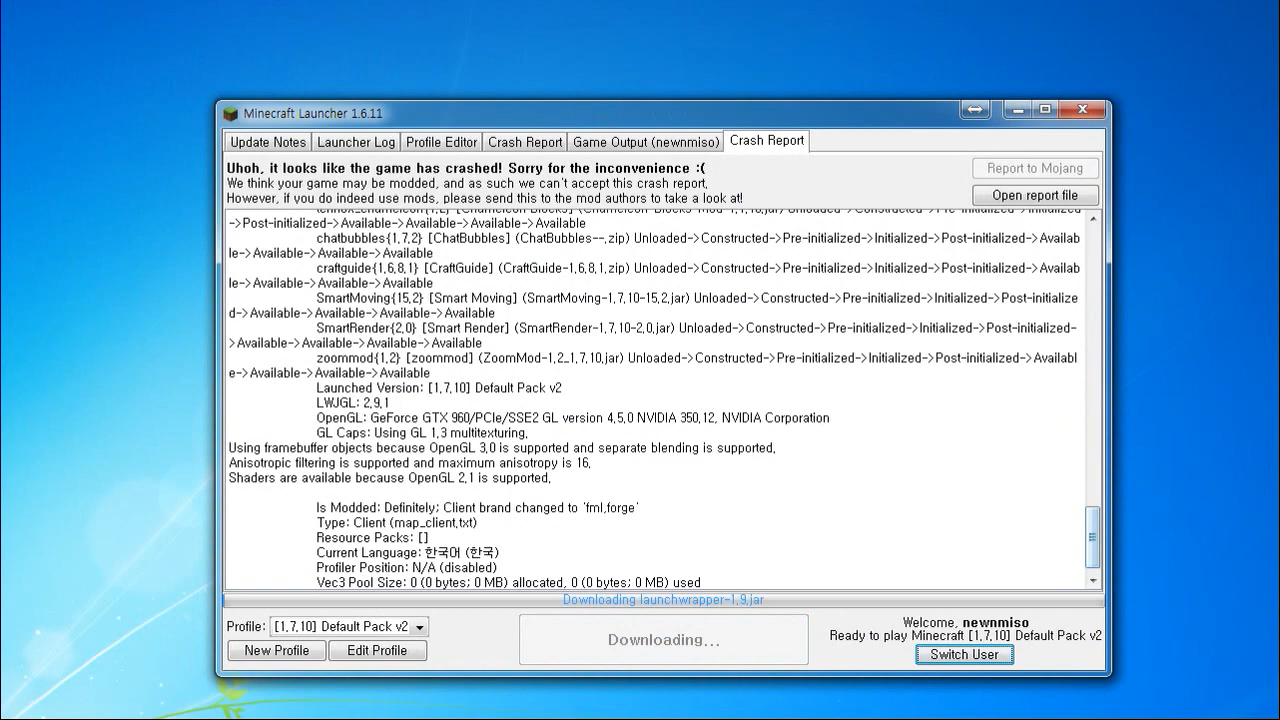 Minecraft Launcher 1.6.11
Update Notes
Launcher Log
Profile Editor
Crash Report
Game Output (newnmiso)
Crash Report
Uhoh, it looks like the game has crashed! Sorry for the inconvenience :(
We think your game may be modded, and as such we can't accept this crash report.
However, if you do indeed use mods, please send this to the mod authors to take a look at!
Report to Mojang
Open report file
->Post-initialized->Available->Available->Available->Available
chatbubbles{1.7.2} [ChatBubbles] (ChatBubbles--.zip) Unloaded->Constructed->Pre-initialized->Initialized->Post-initialized->Availab
le->Available->Available->Available
craftguide{1.6.8.1} [CraftGuide] (CraftGuide-1.6.8.1.zip) Unloaded->Constructed->Pre-initialized->Initialized->Post-initialized->Availab
le->Available->Available->Available
SmartMoving{15.2} [Smart Moving] (SmartMoving-1.7.10-15.2.jar) Unloaded->Constructed->Pre-initialized->Initialized->Post-initialize
d->Available->Available->Available->Available
SmartRender{2.0} [Smart Render] (SmartRender-1.7.10-2.0.jar) Unloaded->Constructed->Pre-initialized->Initialized->Post-initialized-
>Available->Available->Available->Available
zoommod{1.2} [zoommod] (ZoomMod-1.2_1.7.10.jar) Unloaded->Constructed->Pre-initialized->Initialized->Post-initialized->Availabl
e->Available->Available->Available
Launched Version: [1.7.10] Default Pack v2
LWJGL: 2.9.1
OpenGL: GeForce GTX 960/PCIe/SSE2 GL version 4.5.0 NVIDIA 350.12, NVIDIA Corporation
GL Caps: Using GL 1.3 multitexturing.
Using framebuffer objects because OpenGL 3.0 is supported and separate blending is supported.
Anisotropic filtering is supported and maximum anisotropy is 16.
Shaders are available because OpenGL 2.1 is supported.
Is Modded: Definitely; Client brand changed to 'fml,forge'
Type: Client (map_client.txt)
Resource Packs: []
Current Language: 한국어 (한국)
Profiler Position: N/A (disabled)
Vec3 Pool Size: 0 (0 bytes; 0 MB) allocated, 0 (0 bytes; 0 MB) used
Downloading launchwrapper-1.9.jar
Profile: [1.7.10] Default Pack v2
New Profile
Edit Profile
Downloading...
Welcome, newnmiso
Ready to play Minecraft [1.7.10] Default Pack v2
Switch User